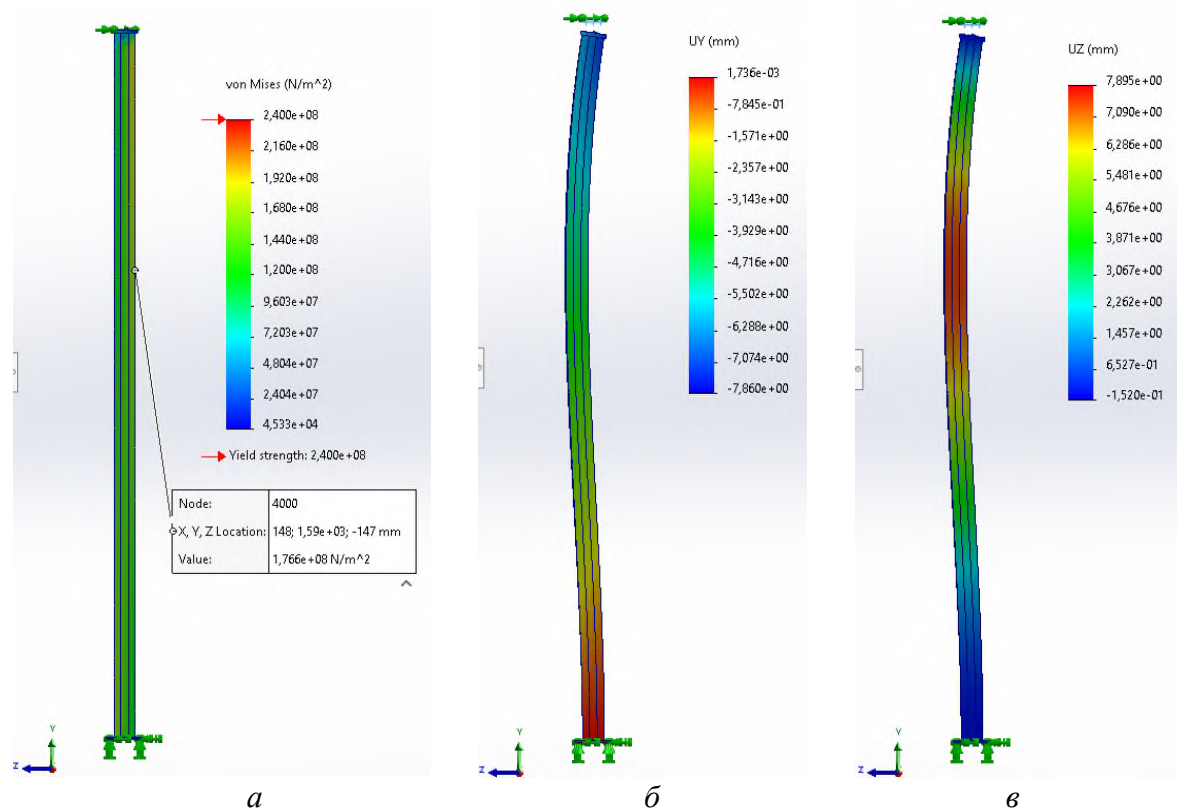 von Mises (N/m^2)
2,400e+08
2,160e+08
1,920e+08
1,680e+08
1,440e+08
1,200e+08
9,603e+07
7,203e+07
4,804e+07
2,404e+07
4,533e+04
Yield strength: 2,400e+08
Node: 4000
X, Y, Z Location: 148; 1,59e+03; -147 mm
Value: 1,766e+08 N/m^2
Y
Z
а
UY (mm)
1,736e-03
-7,845e-01
-1,571e+00
-2,357e+00
-3,143e+00
-3,929e+00
-4,716e+00
-5,502e+00
-6,288e+00
-7,074e+00
-7,860e+00
Y
Z
б
UZ (mm)
7,895e+00
7,090e+00
6,286e+00
5,481e+00
4,676e+00
3,871e+00
3,067e+00
2,262e+00
1,457e+00
6,527e-01
-1,520e-01
Y
Z
в